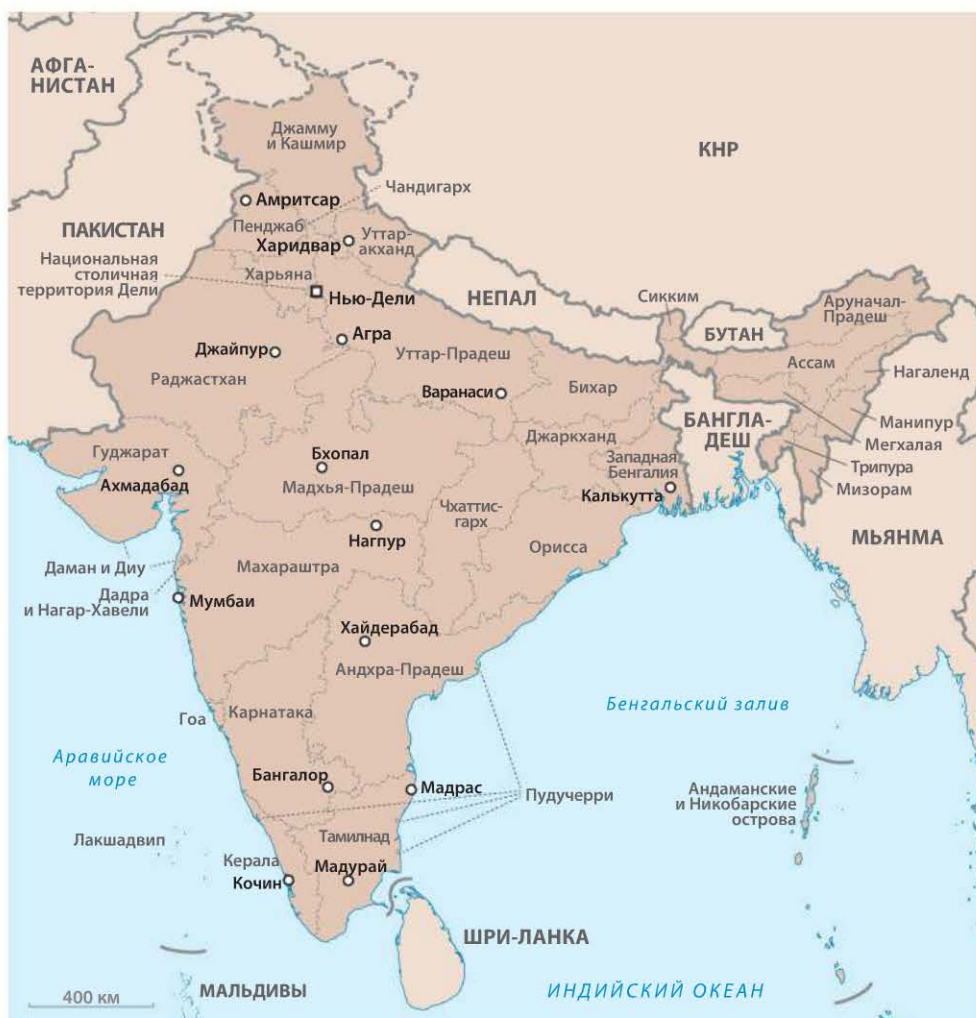 АФГА-
НИСТАН
Джамму
и Кашмир
КНР
Чандигарх
Амритсар
ПАКИСТАН
Пенджаб
Харидвар
Уттар-
акханд
Национальная
столичная
территория Дели
Харьяна
Нью-Дели
НЕПАЛ
Сикким
БУТАН
Аруначал-
Прадеш
Агра
Джайпур
Уттар-Прадеш
Раджастхан
Ассам
Нагаленд
Варанаси
Бихар
БАНГЛА-
ДЕШ
Манипур
Мегхалая
Джаркханд
Гуджарат
Бхопал
Западная
Бенгалия
Трипура
Ахмадабад
Мадхья-Прадеш
Калькутта
Мизорам
Чхаттис-
гарх
Нагпур
Орисса
МЬЯНМА
Даман и Диу
Махараштра
Дадра
и Нагар-Хавели
Мумбаи
Хайдерабад
Андхра-Прадеш
Гоа
Карнатака
Бенгальский залив
Аравийское
море
Бангалор
Мадрас
Пудучерри
Андаманские
и Никобарские
острова
Лакшадвип
Тамилнад
Керала
Мадурай
Кочин
ШРИ-ЛАНКА
МАЛЬДИВЫ
ИНДИЙСКИЙ ОКЕАН
400 км